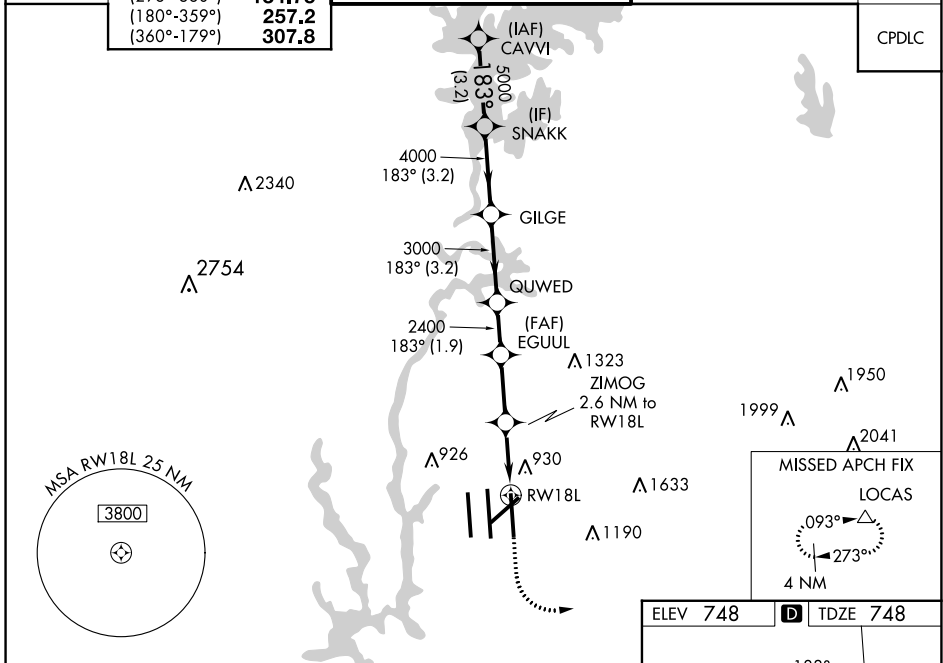 (180°-359°) 257.2
(360°-179°) 307.8
CPDLC
(IAF)
CAVVI
5000
183°
(3.2)
(IF)
SNAKK
4000
183° (3.2)
2340
GILGE
3000
183° (3.2)
2754
QUWED
2400
183° (1.9)
(FAF)
EGUUL
1323
ZIMOG
2.6 NM to
RW18L
1950
1999
2041
926
930
RW18L
1633
1190
MSA RW18L 25 NM
3800
MISSED APCH FIX
LOCAS
093°
273°
4 NM
ELEV 748 D TDZE 748